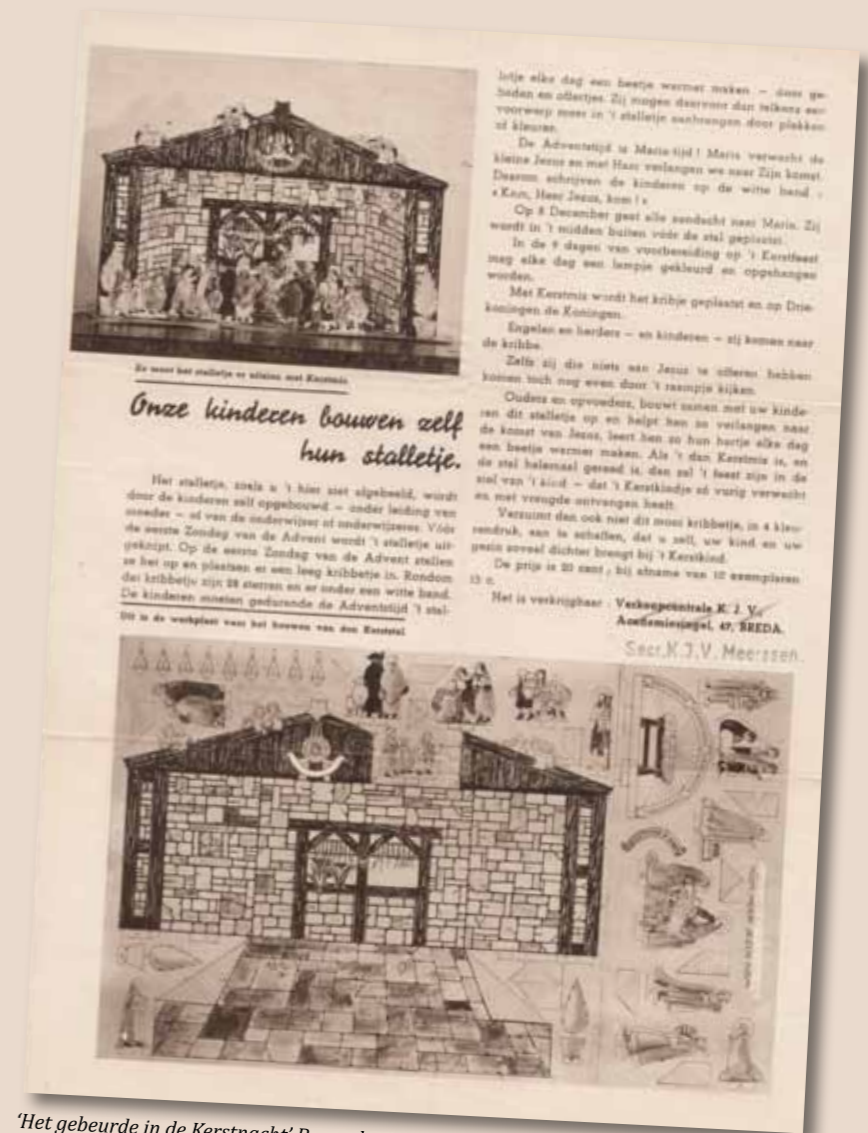 Zo moet het stalletje er uitzien met Kerstmis.
Onze kinderen bouwen zelf
hun stalletje.
Het stalletje, zoals u 't hier ziet afgebeeld, wordt
door de kinderen zelf opgebouwd — onder leiding van
moeder — of van de onderwijzer of onderwijzeres. Vóór
de eerste Zondag van de Advent wordt 't stalletje uit-
geknipt. Op de eerste Zondag van de Advent stellen
ze het op en plaatsen er een leeg kribbetje in. Rondom
dat kribbetje zijn 28 sterren en er onder een witte band.
De kinderen moeten gedurende de Adventstijd 't stal-
letje elke dag een beetje warmer maken — door ge-
beden en offertjes. Zij mogen daarvoor dan telkens een
voorwerp meer in 't stalletje aanbrengen door plakken
of kleuren.
De Adventstijd is Maria-tijd! Maria verwacht de
kleine Jezus en met Haar verlangen we naar Zijn komst.
Daarom schrijven de kinderen op de witte band :
« Kom, Heer Jezus, kom ! »
Op 8 December gaat alle aandacht naar Maria. Zij
wordt in 't midden buiten vóór de stal geplaatst.
In de 9 dagen van voorbereiding op 't Kerstfeest
mag elke dag een lampje gekleurd en opgehangen
worden.
Met Kerstmis wordt het kribje geplaatst en op Drie-
koningen de Koningen.
Engelen en herders — en kinderen — zij komen naar
de kribbe.
Zelfs zij die niets aan Jezus te offeren hebben
komen toch nog even door 't raampje kijken.
Ouders en opvoeders, bouwt samen met uw kinde-
ren dit stalletje op en helpt hen zo verlangen naar
de komst van Jezus, leert hen zo hun hartje elke dag
een beetje warmer maken. Als 't dan Kerstmis is, en
de stal helemaal gereed is, dan zal 't feest zijn in de
ziel van 't kind — dat 't Kerstkindje zó vurig verwacht
en met vreugde ontvangen heeft.
Verzuimt dan ook niet dit mooi kribbetje, in 4 kleu-
rendruk, aan te schaffen, dat u zelf, uw kind en uw
gezin zoveel dichter brengt bij 't Kerstkind.
De prijs is 20 cent, bij afname van 10 exemplaren
15 c.
Het is verkrijgbaar : Verkoopcentrale K. J. V.,
Academiesingel, 47, BREDA.
Secr. K.J.V. Meerssen.
Dit is de werkplaat voor het bouwen van den Kerststal.
'Het gebeurde in de Kerstnacht'